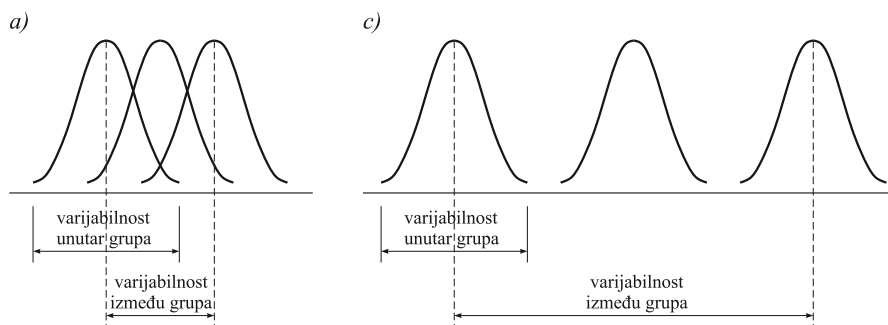 a)
c)
varijabilnost
unutar grupa
varijabilnost
između grupa
varijabilnost
unutar grupa
varijabilnost
između grupa